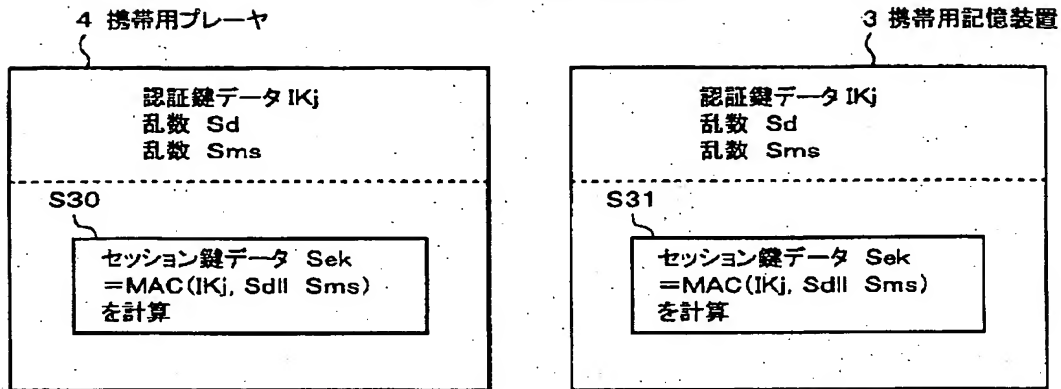 4 携帯用プレーヤ
認証鍵データ IKj
乱数 Sd
乱数 Sms
S30
セッション鍵データ Sek
=MAC(IKj, Sdll Sms)
を計算
3 携帯用記憶装置
認証鍵データ IKj
乱数 Sd
乱数 Sms
S31
セッション鍵データ Sek
=MAC(IKj, Sdll Sms)
を計算